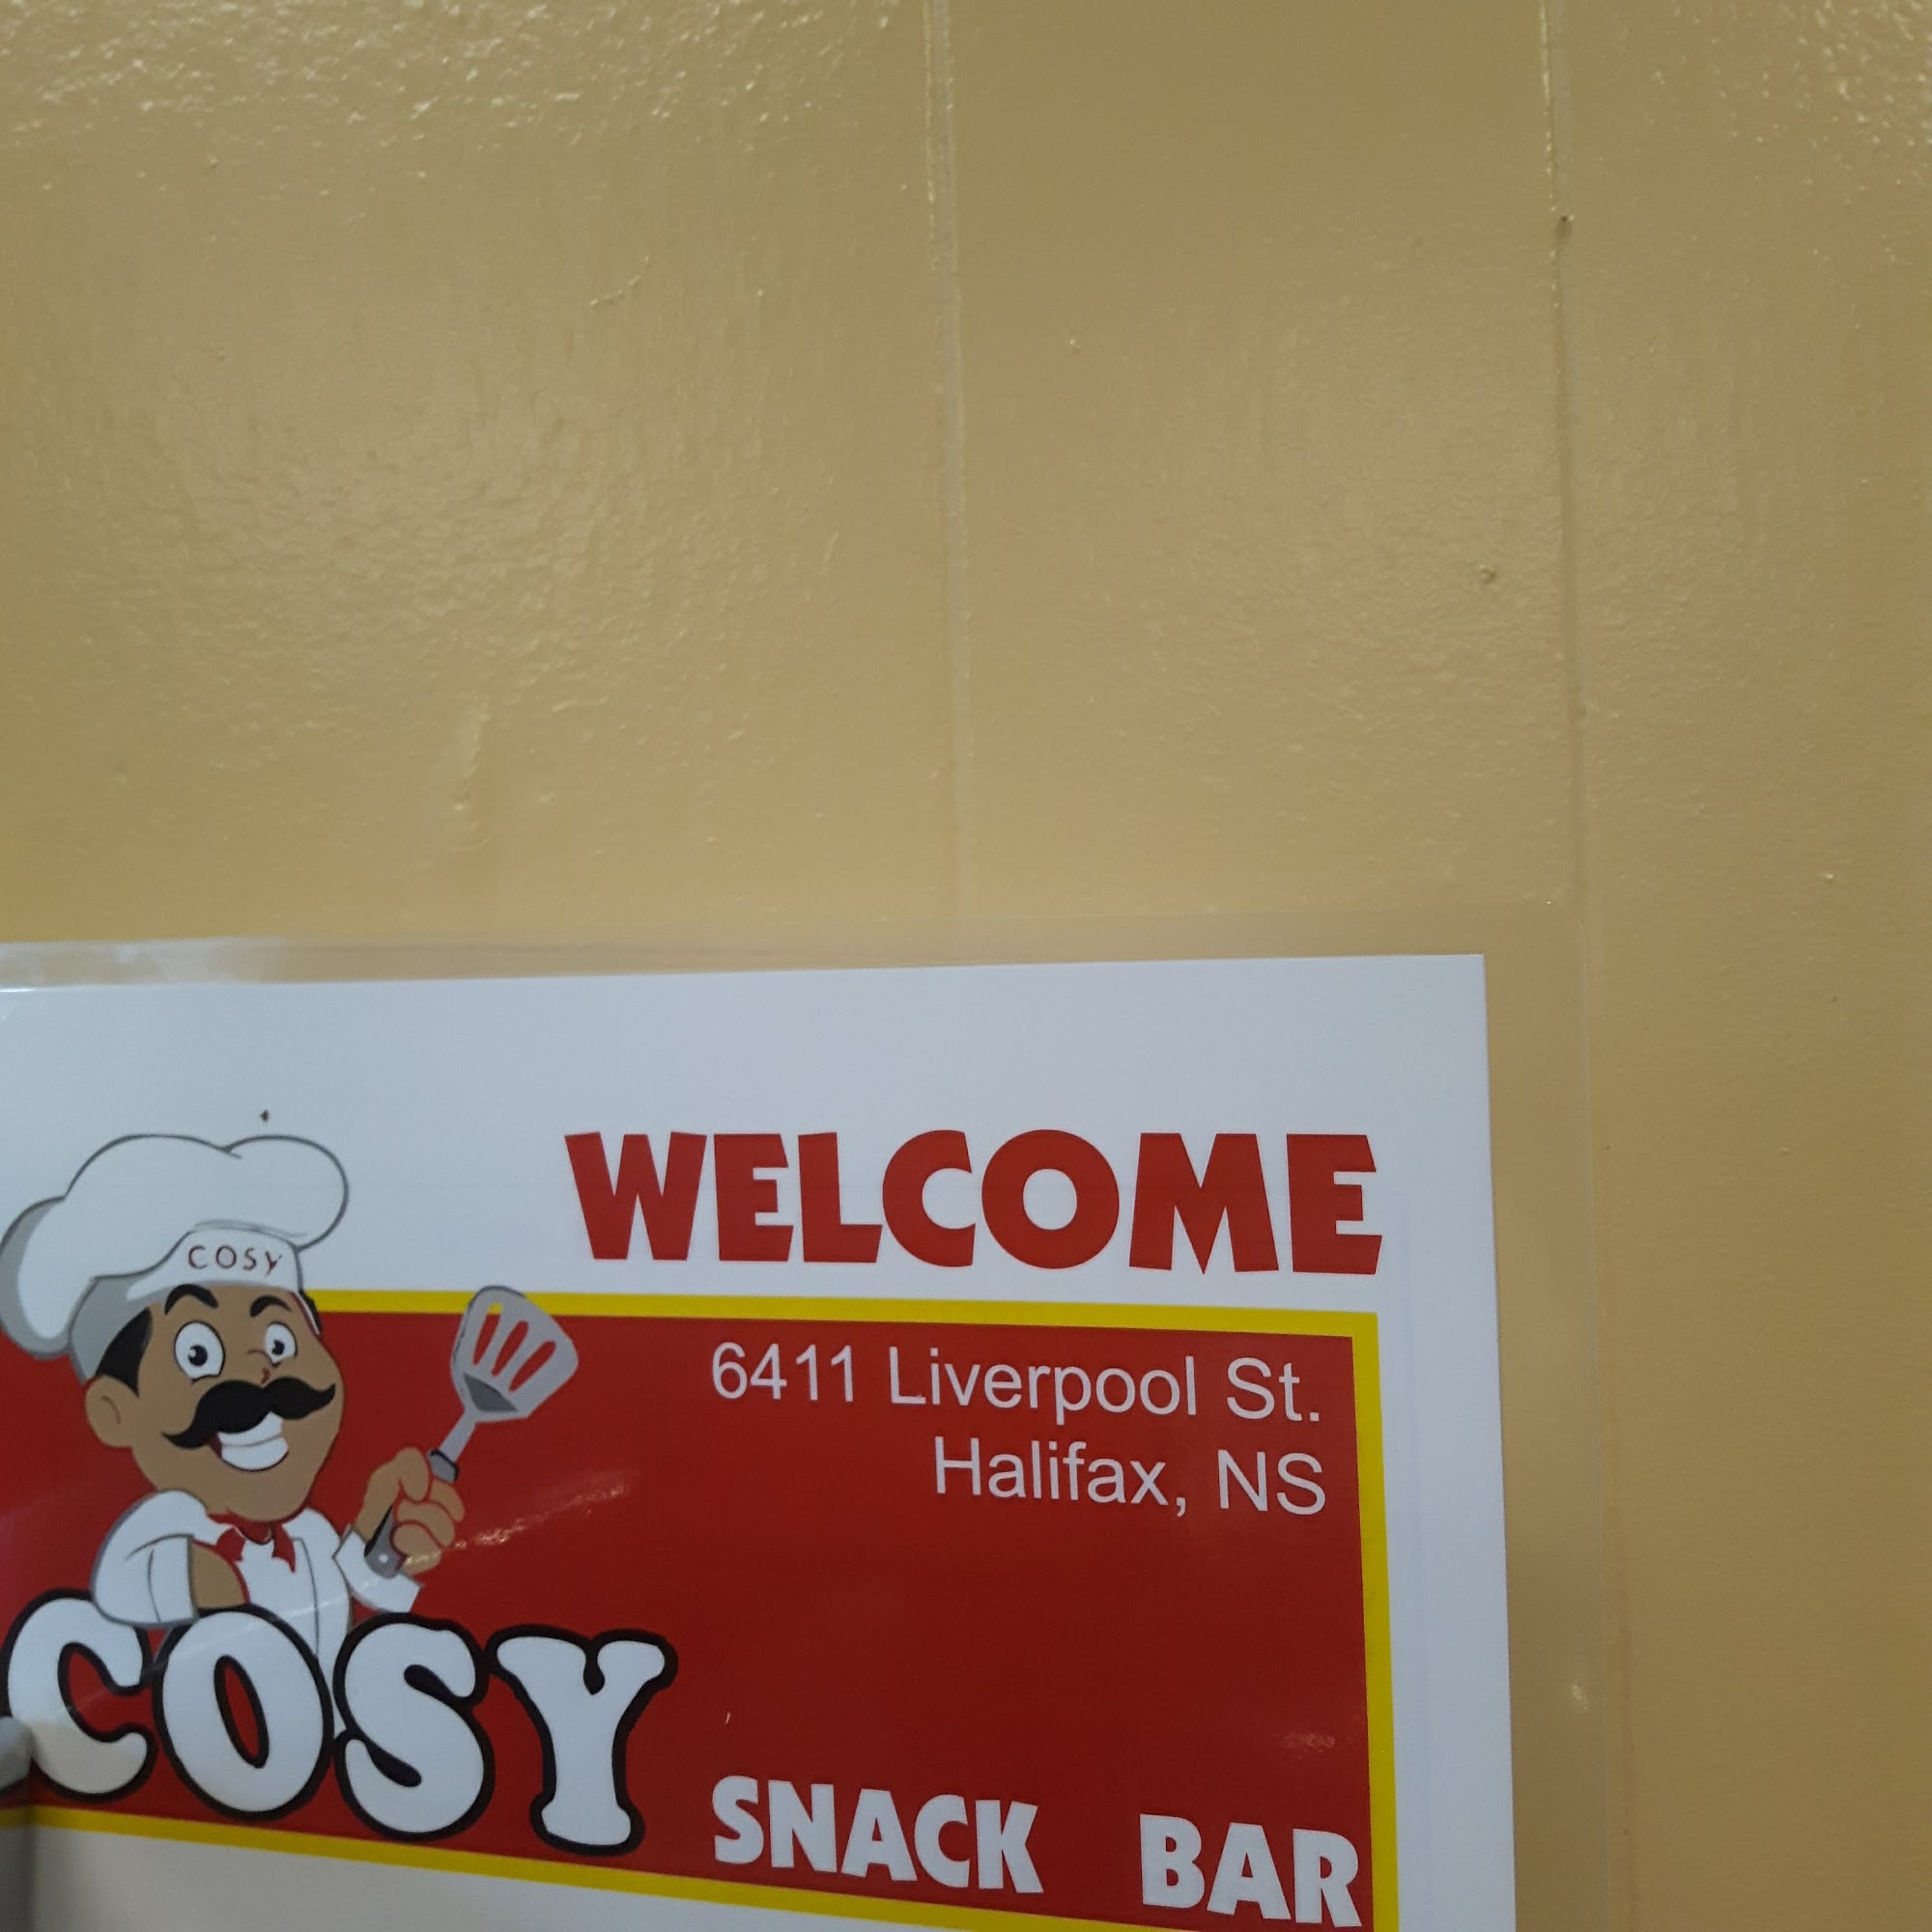 WELCOME
COSY
6411 Liverpool St.
Halifax, NS
COSY SNACK BAR